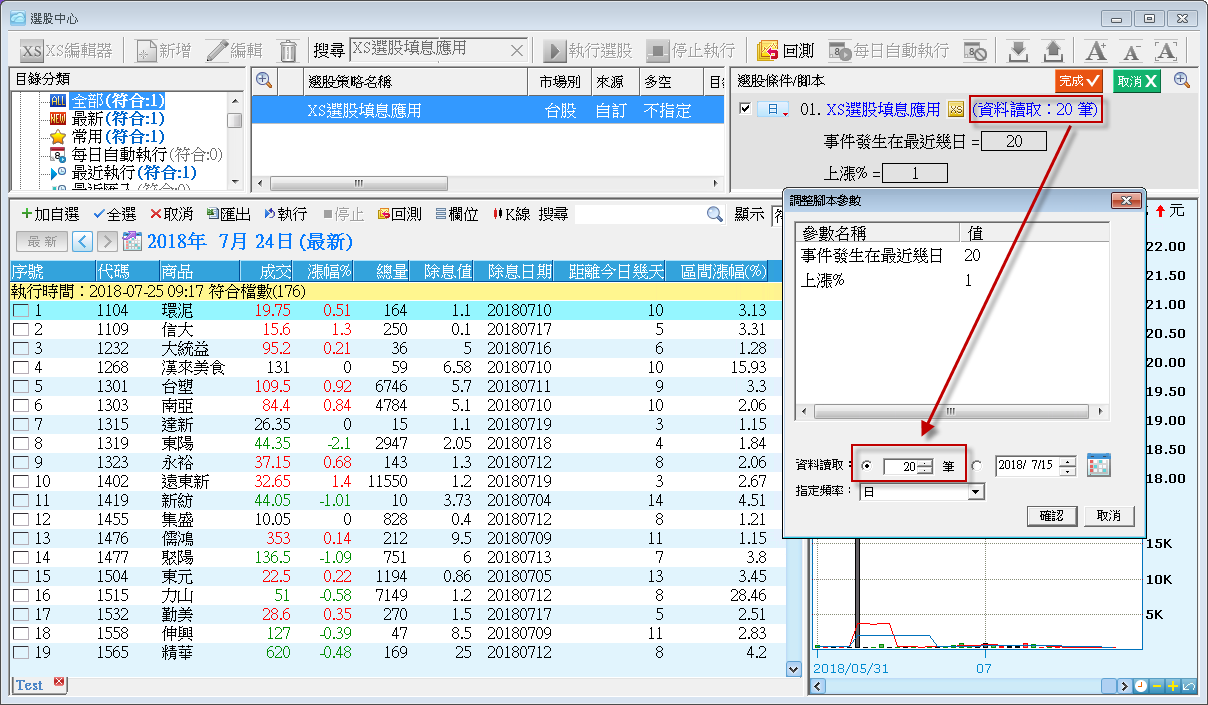 選股中心
XS XS編輯器 新增 編輯 搜尋 XS選股填息應用 執行選股 停止執行 回測 每日自動執行
目錄分類
全部(符合:1)
最新(符合:1)
常用(符合:1)
每日自動執行(符合:0)
最近執行(符合:1)
選股策略名稱 市場別 來源 多空
XS選股填息應用 台股 自訂 不指定
選股條件/腳本 完成 取消
日 01. XS選股填息應用 XS (資料讀取：20 筆)
事件發生在最近幾日 = 20
上漲% = 1
加自選 全選 取消 匯出 執行 停止 回測 欄位 K線 搜尋 顯示
最新 2018年 7月 24日 (最新)
序號 代碼 商品 成交 漲幅% 總量 除息值 除息日期 距離今日幾天 區間漲幅(%)
執行時間：2018-07-25 09:17 符合檔數(176)
1 1104 環泥 19.75 0.51 164 1.1 20180710 10 3.13
2 1109 信大 15.6 1.3 250 0.1 20180717 5 3.31
3 1232 大統益 95.2 0.21 36 5 20180716 6 1.28
4 1268 漢來美食 131 0 59 6.58 20180710 10 15.93
5 1301 台塑 109.5 0.92 6746 5.7 20180711 9 3.3
6 1303 南亞 84.4 0.84 4784 5.1 20180710 10 2.06
7 1315 達新 26.35 0 15 1.1 20180719 3 1.15
8 1319 東陽 44.35 -2.1 2947 2.05 20180718 4 1.84
9 1323 永裕 37.15 0.68 143 1.3 20180712 8 2.06
10 1402 遠東新 32.65 1.4 11550 1.2 20180719 3 2.67
11 1419 新紡 44.05 -1.01 10 3.73 20180704 14 4.51
12 1455 集盛 10.05 0 828 0.4 20180712 8 1.21
13 1476 儒鴻 353 0.14 212 9.5 20180709 11 1.15
14 1477 聚陽 136.5 -1.09 751 6 20180713 7 3.8
15 1504 東元 22.5 0.22 1194 0.86 20180705 13 3.45
16 1515 力山 51 -0.58 7149 1.2 20180712 8 28.46
17 1532 勤美 28.6 0.35 270 1.5 20180717 5 2.51
18 1558 伸興 127 -0.39 47 8.5 20180709 11 2.83
19 1565 精華 620 -0.48 169 25 20180712 8 4.2
Test
調整腳本參數
參數名稱 值
事件發生在最近幾日 20
上漲% 1
資料讀取： 20 筆 2018/ 7/15
指定頻率： 日
確認 取消
元
22.00
21.50
21.00
20.50
20.00
19.50
19.00
18.50
18.00
15K
10K
5K
2018/05/31 07